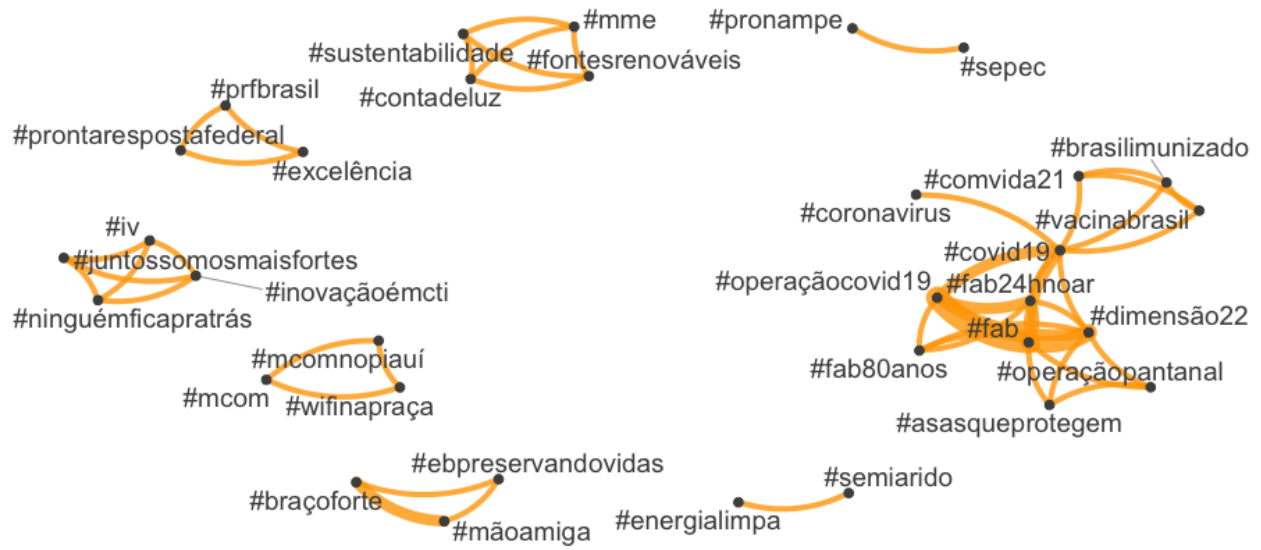 #mme
#pronampe
#sustentabilidade
#fontesrenováveis
#sepec
#contadeluz
#prfbrasil
#prontarespostafederal
#excelência
#brasilimunizado
#comvida21
#coronavirus
#vacinabrasil
#iv
#juntossomosmaisfortes
#inovaçãoémcti
#ninguémficapratrás
#covid19
#operaçãocovid19
#fab24hnoar
#dimensão22
#fab
#fab80anos
#operaçãopantanal
#asasqueprotegem
#mcomnopiauí
#mcom
#wifinapraça
#ebpreservandovidas
#braçoforte
#mãoamiga
#semiarido
#energialimpa